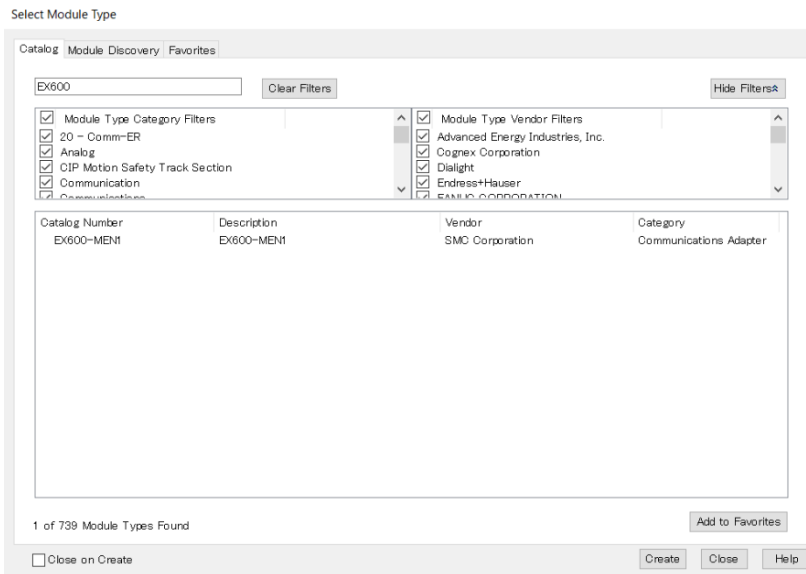 Select Module Type
Catalog Module Discovery Favorites
EX600 Clear Filters Hide Filters
Module Type Category Filters
20 - Comm-ER
Analog
CIP Motion Safety Track Section
Communication
Communications
Module Type Vendor Filters
Advanced Energy Industries, Inc.
Cognex Corporation
Dialight
Endress+Hauser
FANUC CORPORATION
Catalog Number Description Vendor Category
EX600-MEN1 EX600-MEN1 SMC Corporation Communications Adapter
1 of 739 Module Types Found
Add to Favorites
Close on Create Create Close Help